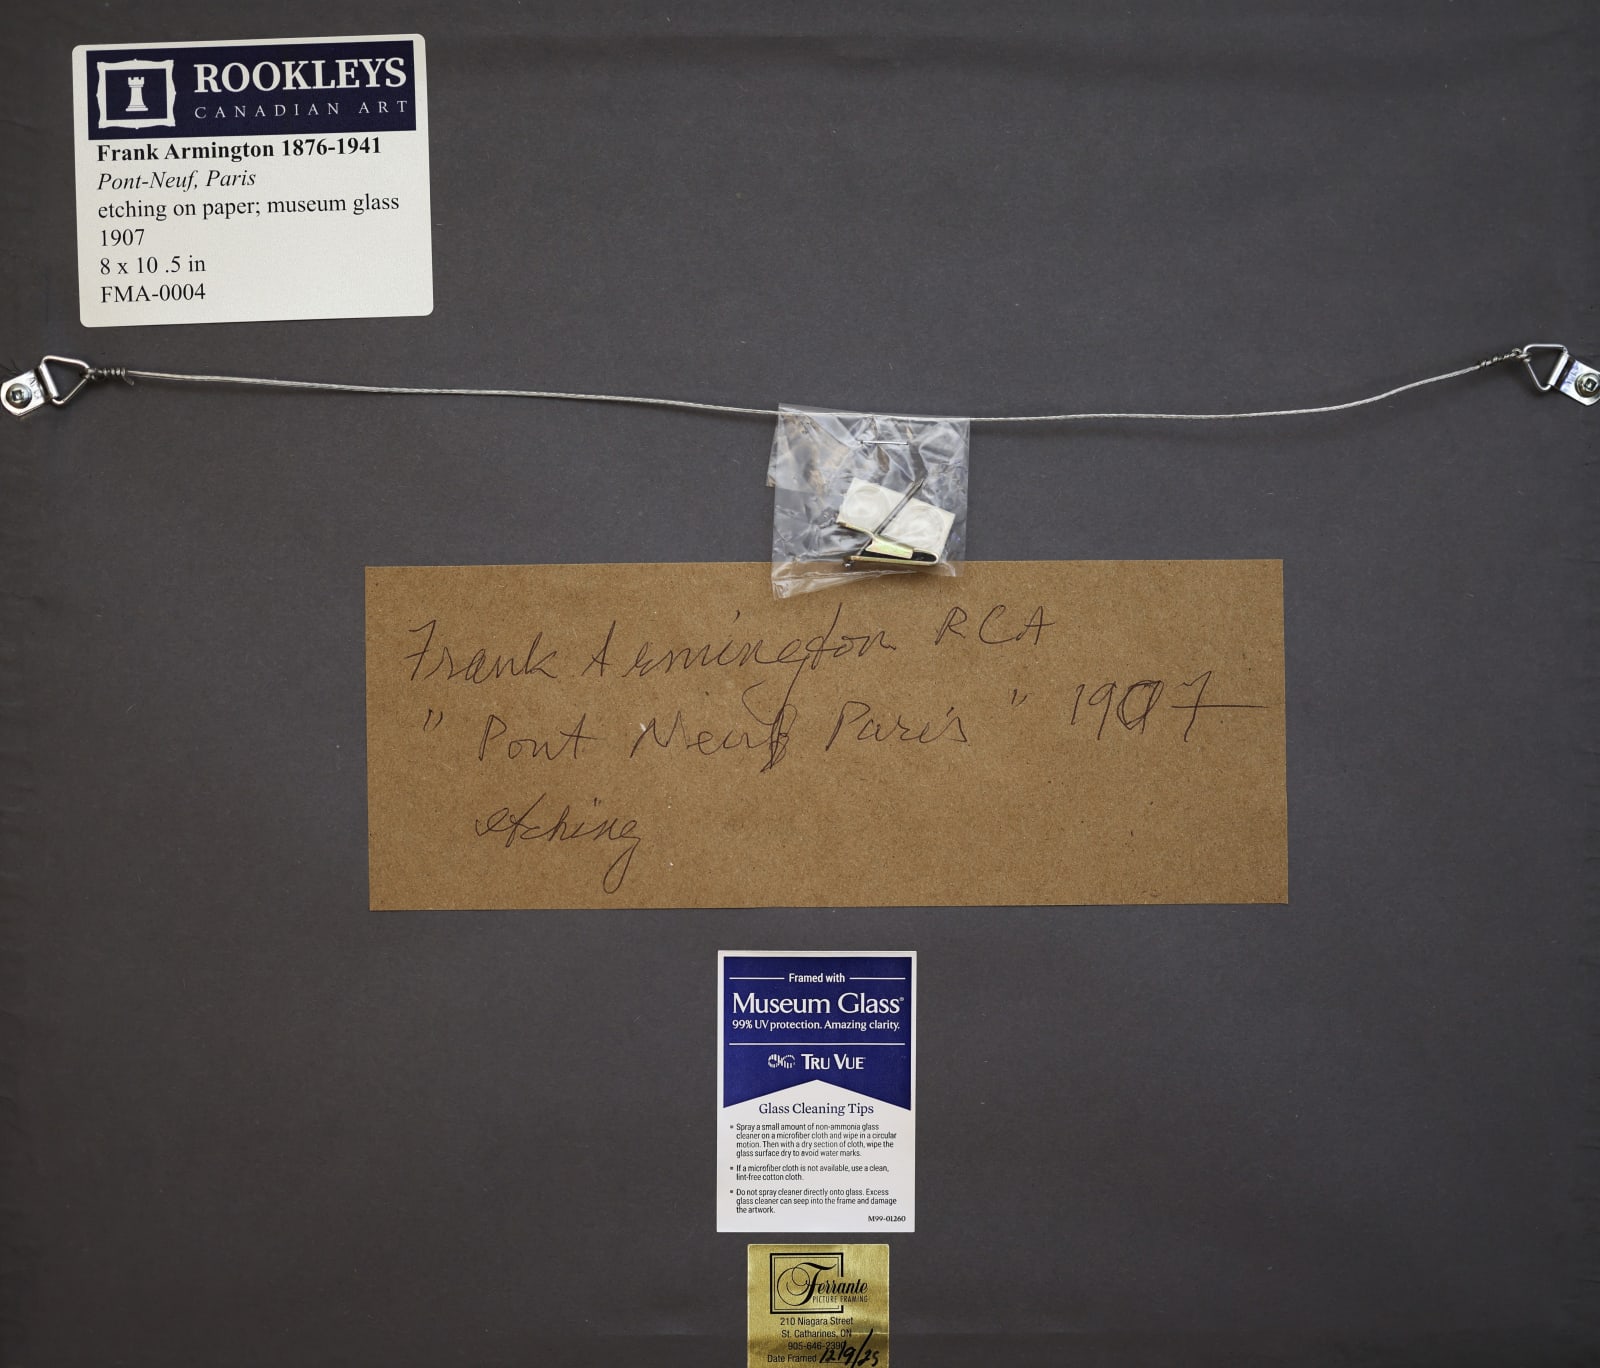 ROOKLEYS
CANADIAN ART
Frank Armington 1876-1941
Pont-Neuf, Paris
etching on paper; museum glass
1907
8 x 10 .5 in
FMA-0004
Frank Armington RCA
"Pont Neuf Paris" 1907
etching
Framed with
Museum Glass®
99% UV protection. Amazing clarity.
TRU VUE
Glass Cleaning Tips
▪ Spray a small amount of non-ammonia glass
cleaner on a microfiber cloth and wipe in a circular
motion. Then with a dry section of cloth, wipe the
glass surface dry to avoid water marks.
▪ If a microfiber cloth is not available, use a clean,
lint-free cotton cloth.
▪ Do not spray cleaner directly onto glass. Excess
glass cleaner can seep into the frame and damage
the artwork.
M99-01260
Ferrante
PICTURE FRAMING
210 Niagara Street
St. Catharines, ON
905-646-2390
Date Framed 12/9/25